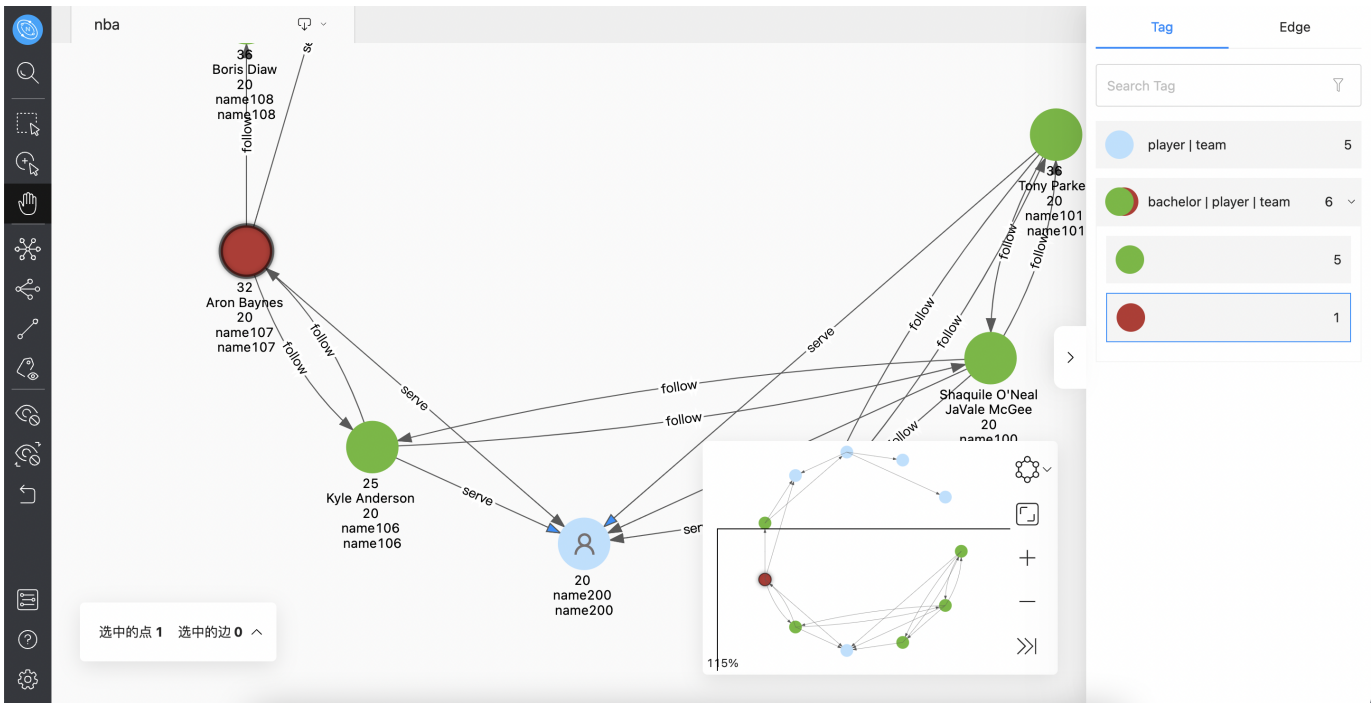 nba
Tag
Edge
Search Tag
player | team
5
bachelor | player | team
6
5
1
36
Boris Diaw
20
name108
name108
follow
32
Aron Baynes
20
name107
name107
follow
follow
serve
25
Kyle Anderson
20
name106
name106
serve
follow
follow
serve
20
name200
name200
36
Tony Parke
20
name101
name101
follow
follow
follow
follow
Shaquile O'Neal
JaVale McGee
20
name100
115%
选中的点 1 选中的边 0